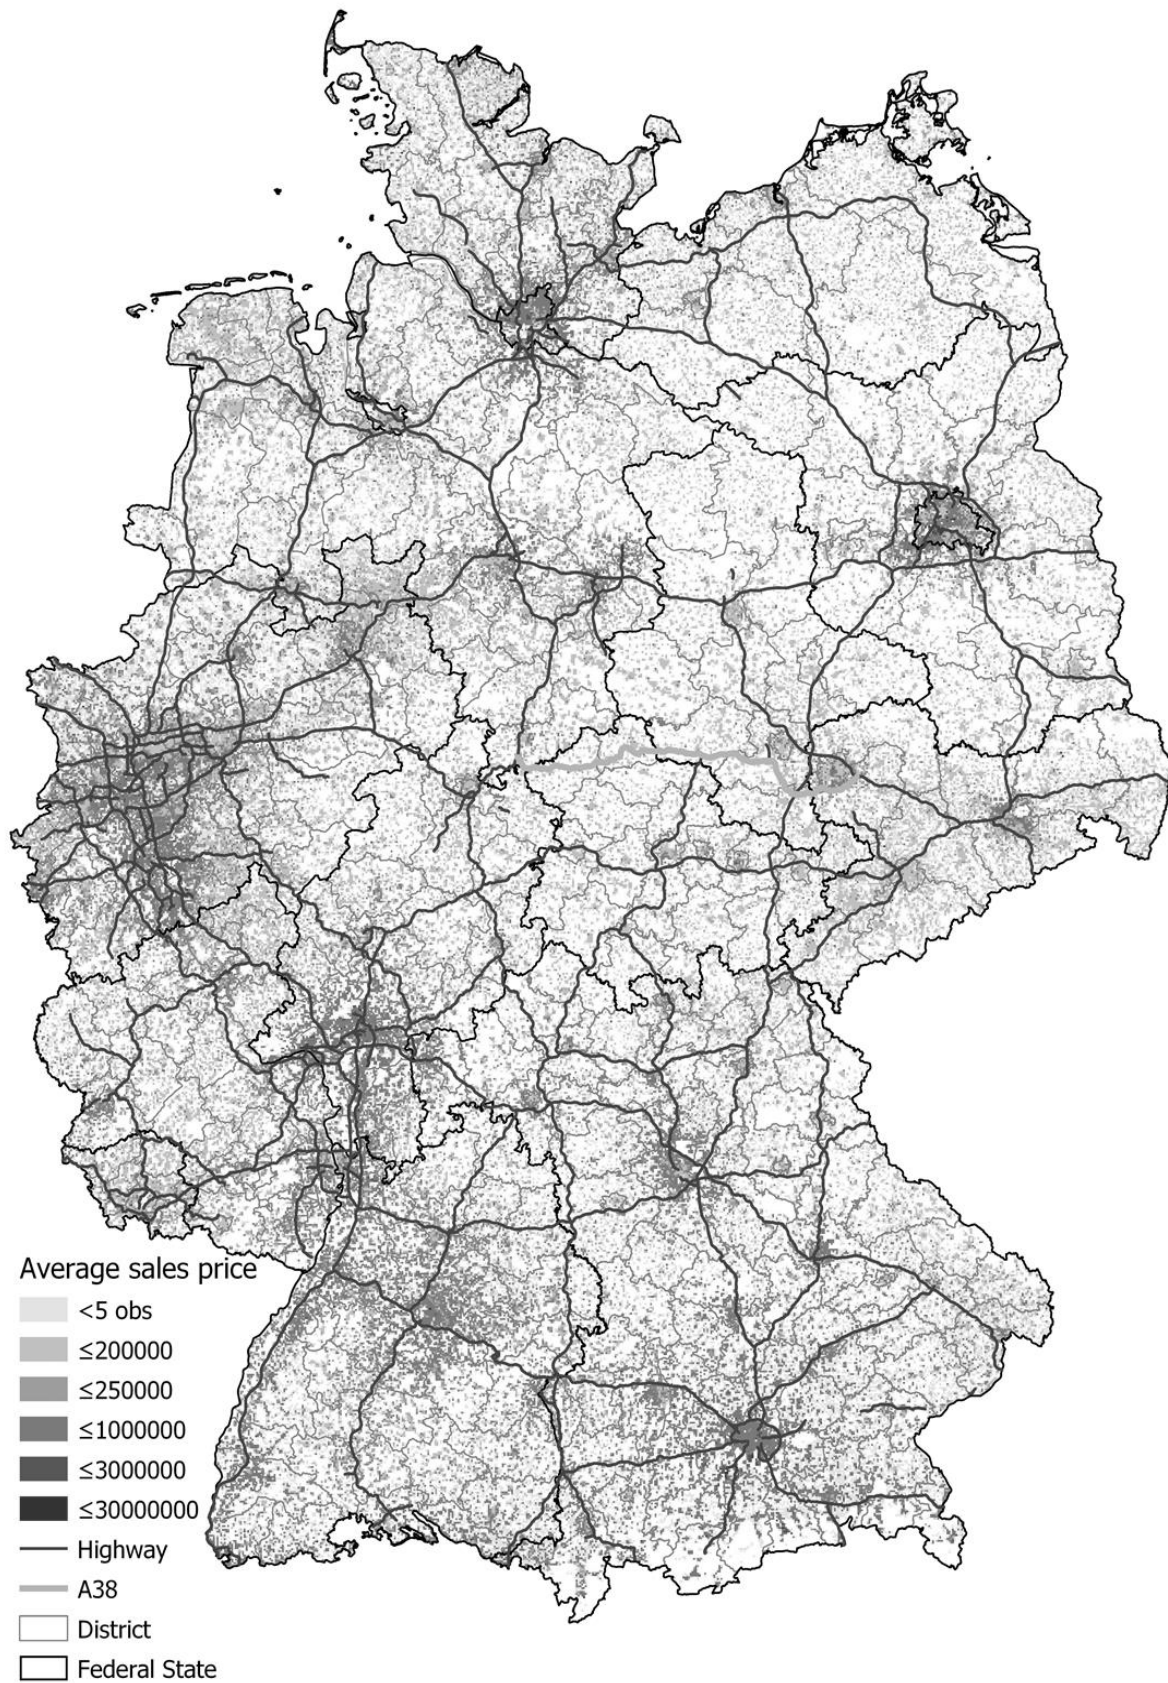 Average sales price
<5 obs
≤200000
≤250000
≤1000000
≤3000000
≤30000000
Highway
A38
District
Federal State